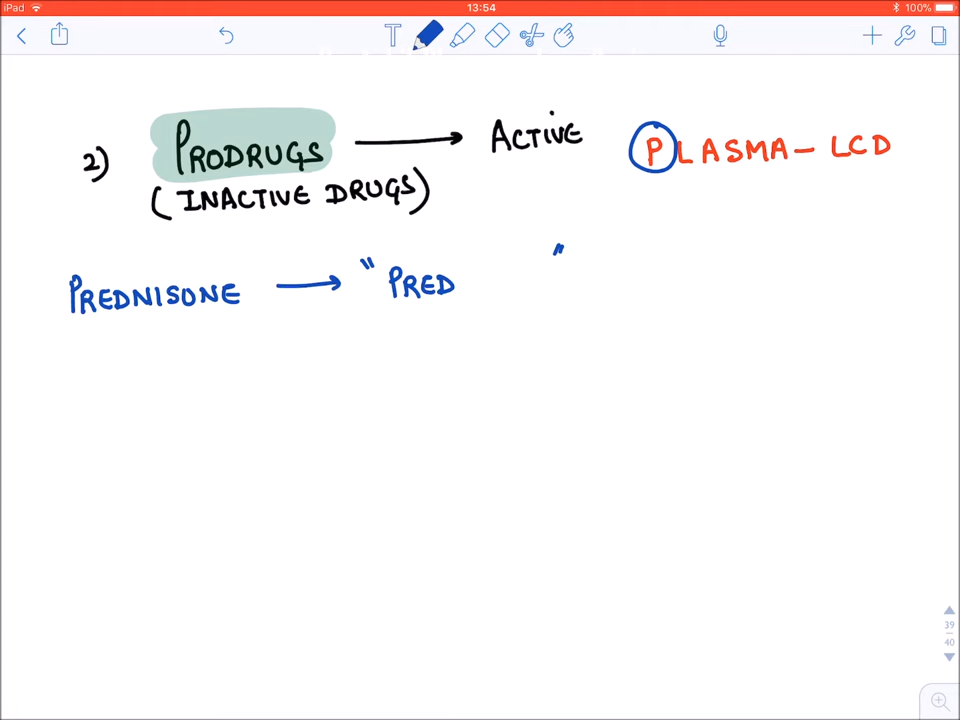 iPad 13:54 100%
T
2) PRODRUGS → ACTIVE PLASMA-LCD
(INACTIVE DRUGS)
PREDNISONE → "PRED "
39
40